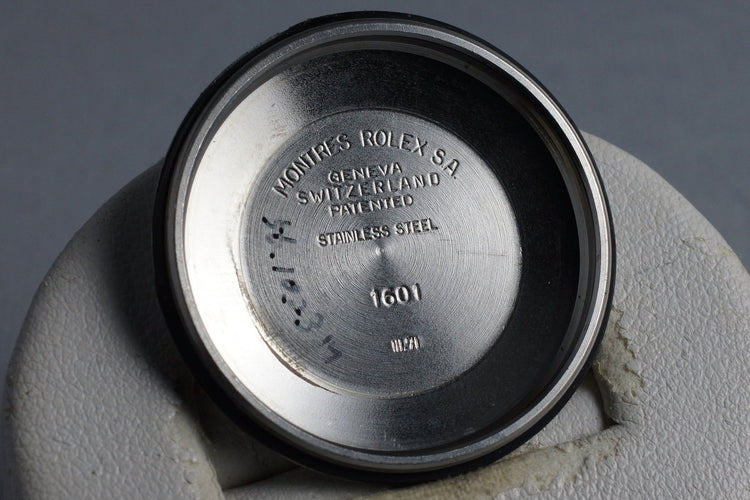 MONTRES ROLEX S.A.
GENEVA
SWITZERLAND
PATENTED
STAINLESS STEEL
1601